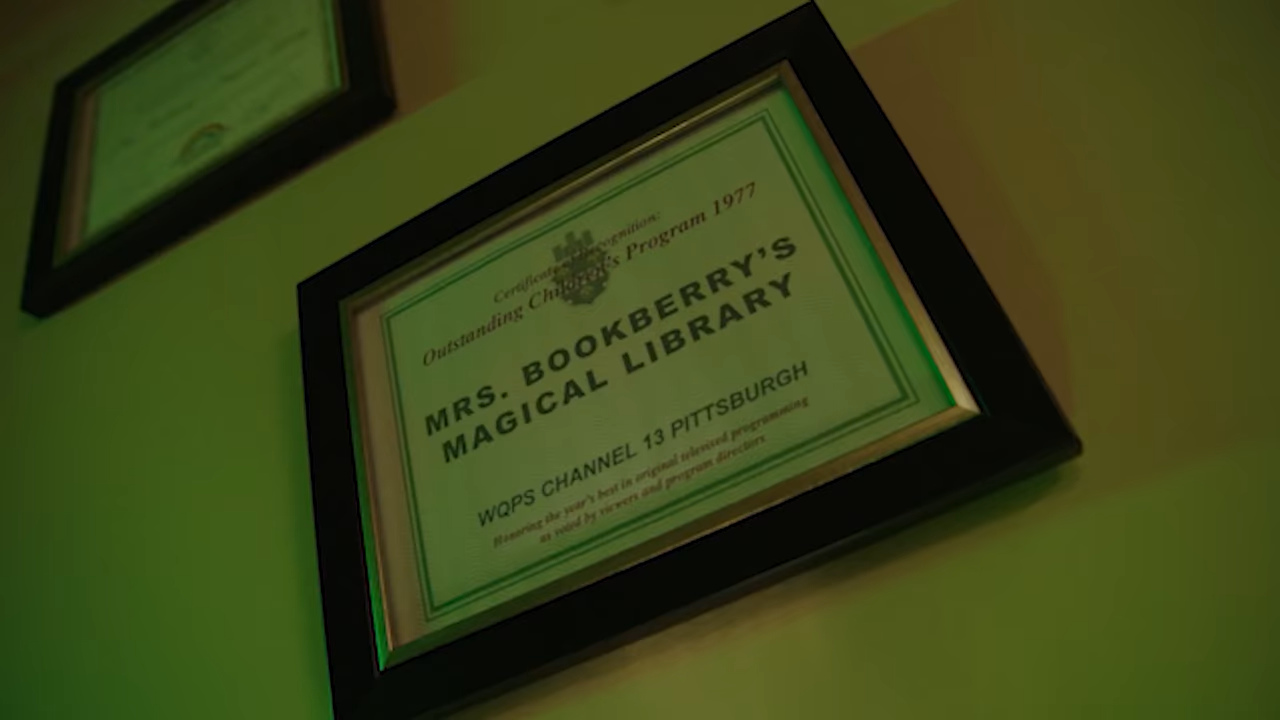 Certificate Recognition:
Outstanding Children's Program 1977
MRS. BOOKBERRY'S
MAGICAL LIBRARY
WQPS CHANNEL 13 PITTSBURGH
Honoring the year's best in original televised programming
as voted by viewers and program directors